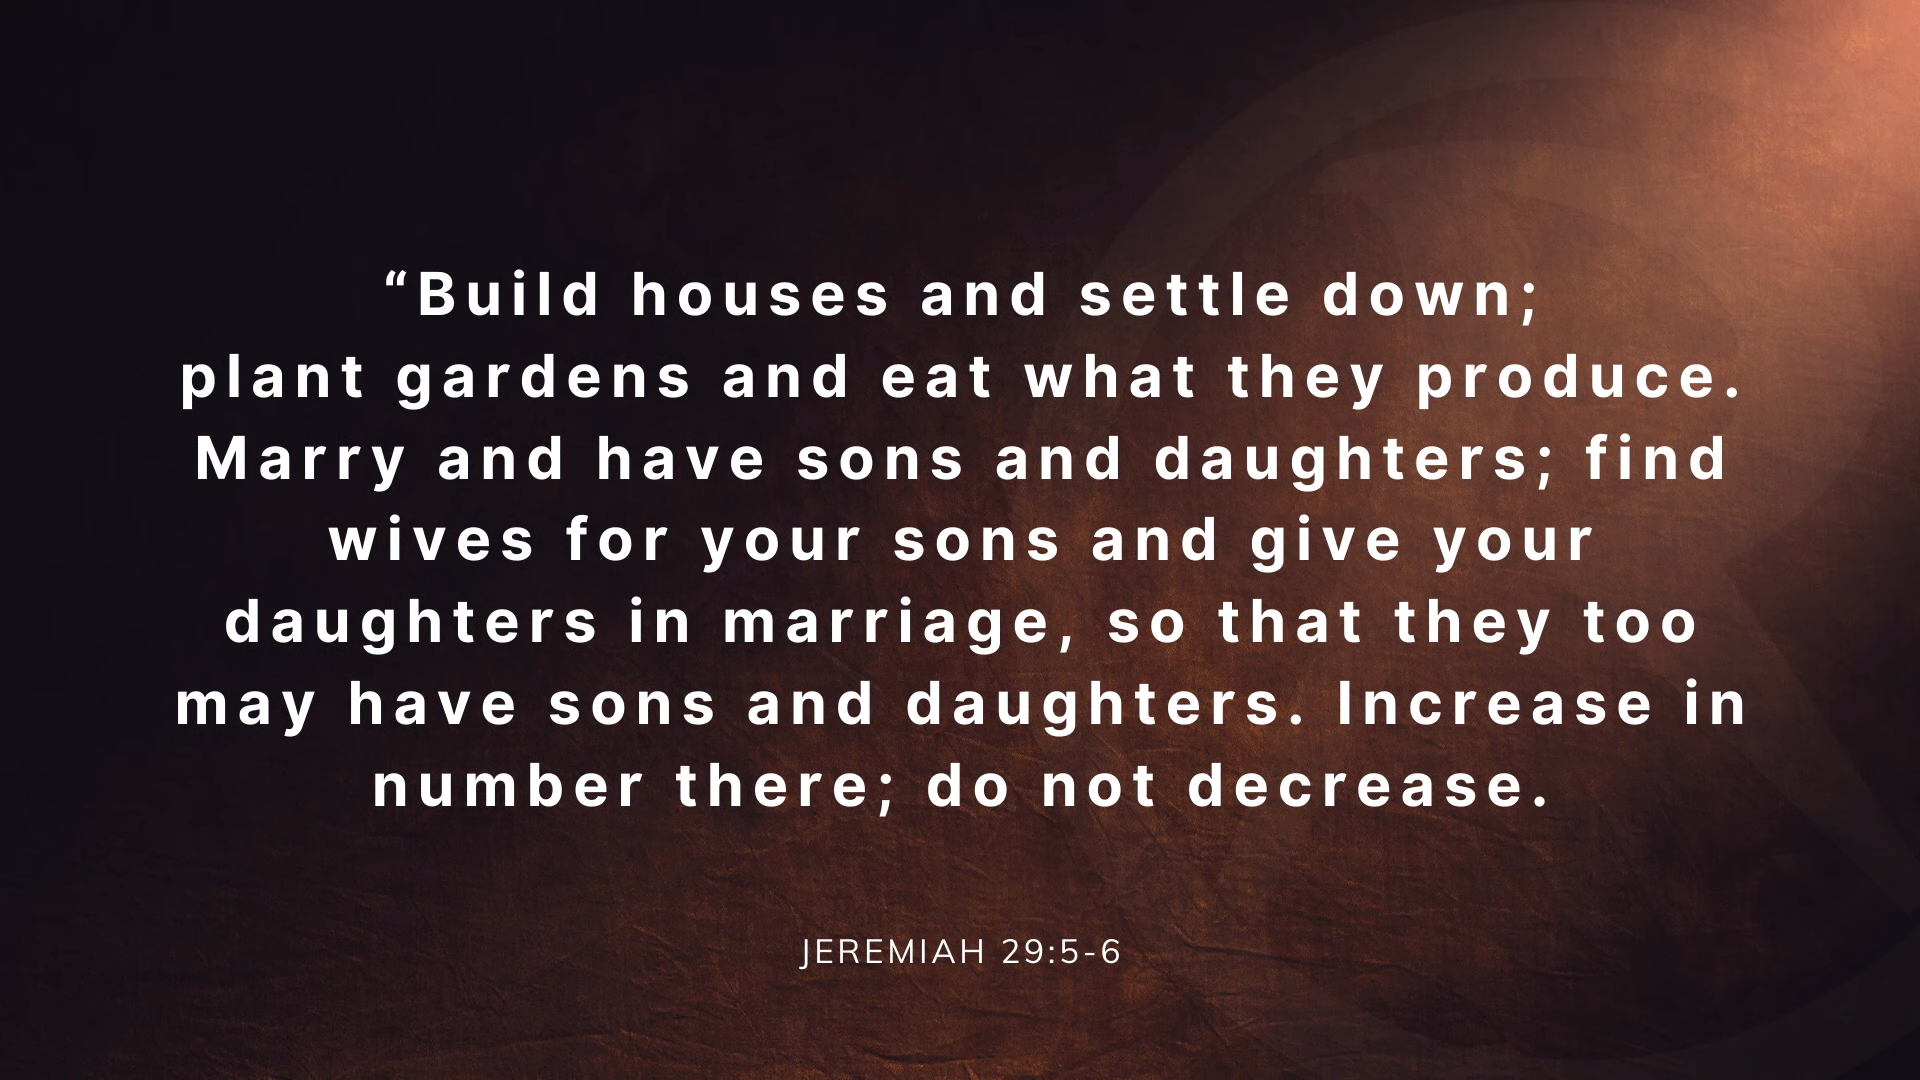 “Build houses and settle down;
plant gardens and eat what they produce.
Marry and have sons and daughters; find
wives for your sons and give your
daughters in marriage, so that they too
may have sons and daughters. Increase in
number there; do not decrease.
JEREMIAH 29:5-6